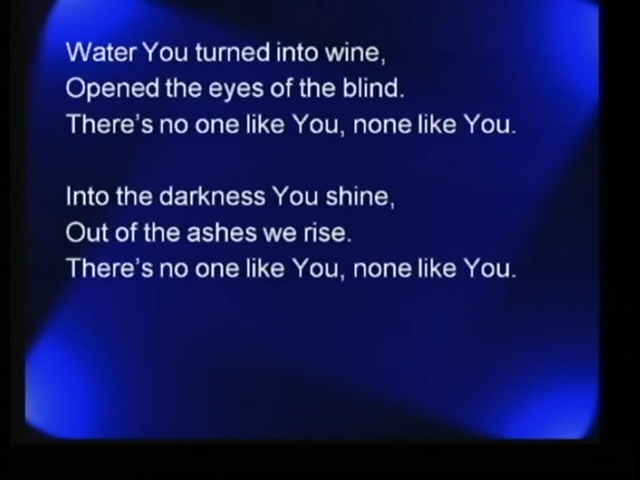 Water You turned into wine,
Opened the eyes of the blind.
There's no one like You, none like You.
Into the darkness You shine,
Out of the ashes we rise.
There's no one like You, none like You.